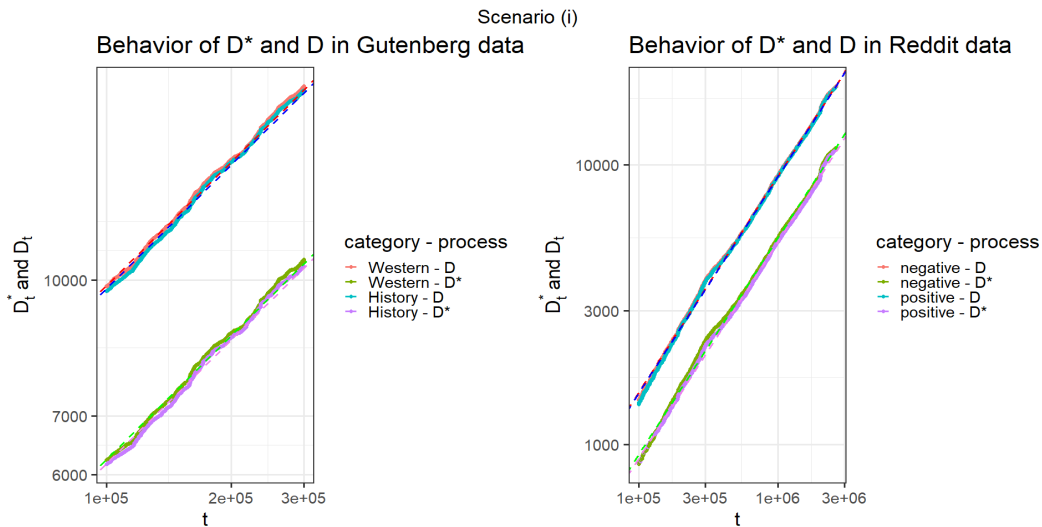 Scenario (i)
Behavior of D* and D in Gutenberg data
D*t and Dt
10000
7000
6000
1e+05
2e+05
3e+05
t
category - process
Western - D
Western - D*
History - D
History - D*
Behavior of D* and D in Reddit data
D*t and Dt
10000
3000
1000
1e+05
3e+05
1e+06
3e+06
t
category - process
negative - D
negative - D*
positive - D
positive - D*